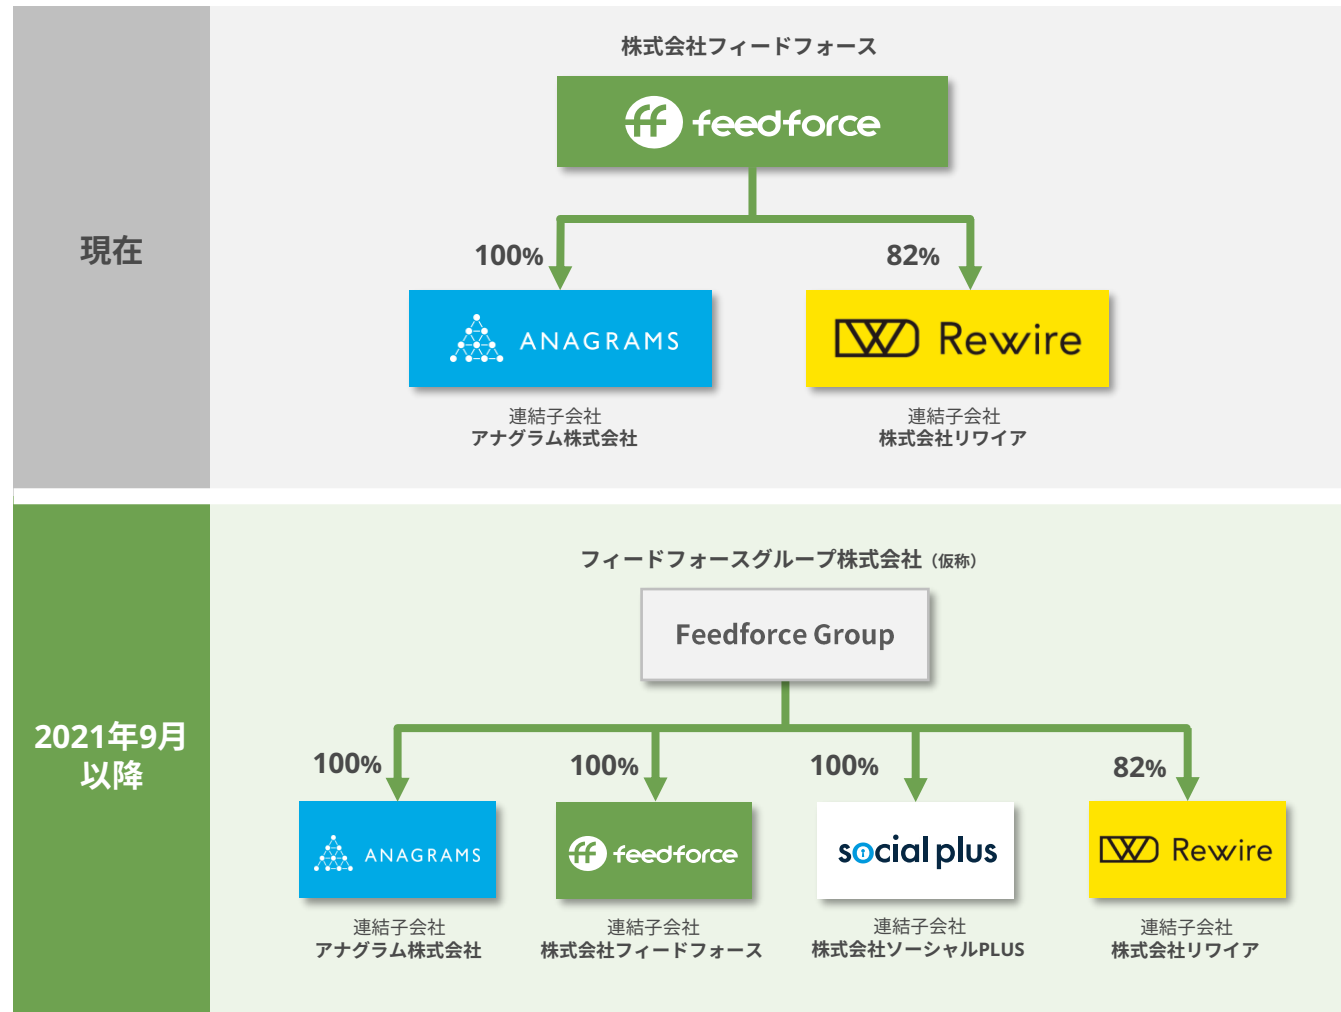 株式会社フィードフォース
ff feedforce
現在
100%
82%
ANAGRAMS
Rewire
連結子会社
アナグラム株式会社
連結子会社
株式会社リワイア
フィードフォースグループ株式会社（仮称）
Feedforce Group
2021年9月
以降
100%
100%
100%
82%
ANAGRAMS
ff feedforce
social plus
Rewire
連結子会社
アナグラム株式会社
連結子会社
株式会社フィードフォース
連結子会社
株式会社ソーシャルPLUS
連結子会社
株式会社リワイア